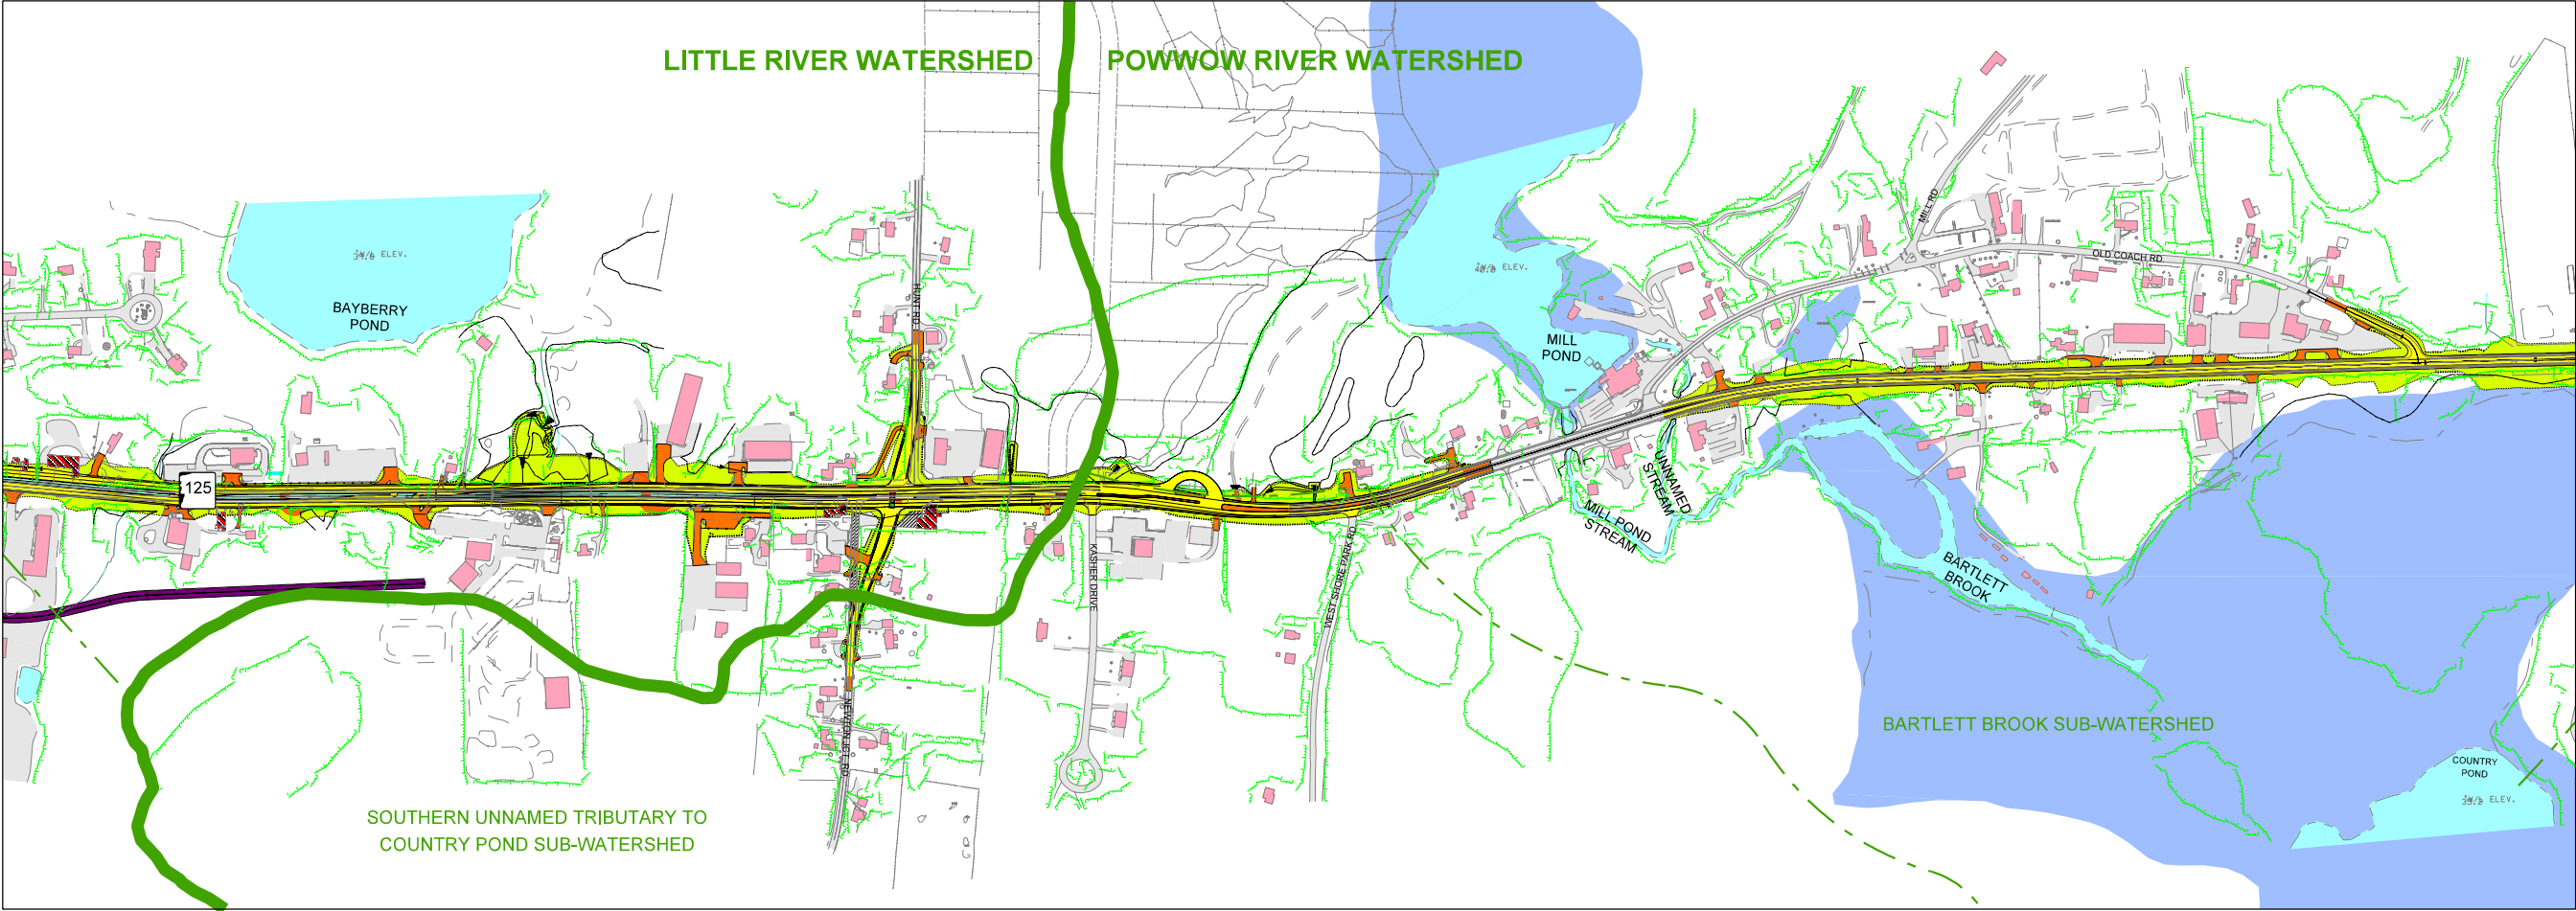 LITTLE RIVER WATERSHED
POWWOW RIVER WATERSHED
MILL RD
OLD COACH RD
ELEV.
BAYBERRY
POND
HUNT RD
ELEV.
MILL
POND
125
UNNAMED
STREAM
MILL POND
STREAM
KASHER DRIVE
WEST SHORE PARK RD
BARTLETT
BROOK
NEWTON JCT RD
BARTLETT BROOK SUB-WATERSHED
COUNTRY
POND
ELEV.
SOUTHERN UNNAMED TRIBUTARY TO
COUNTRY POND SUB-WATERSHED